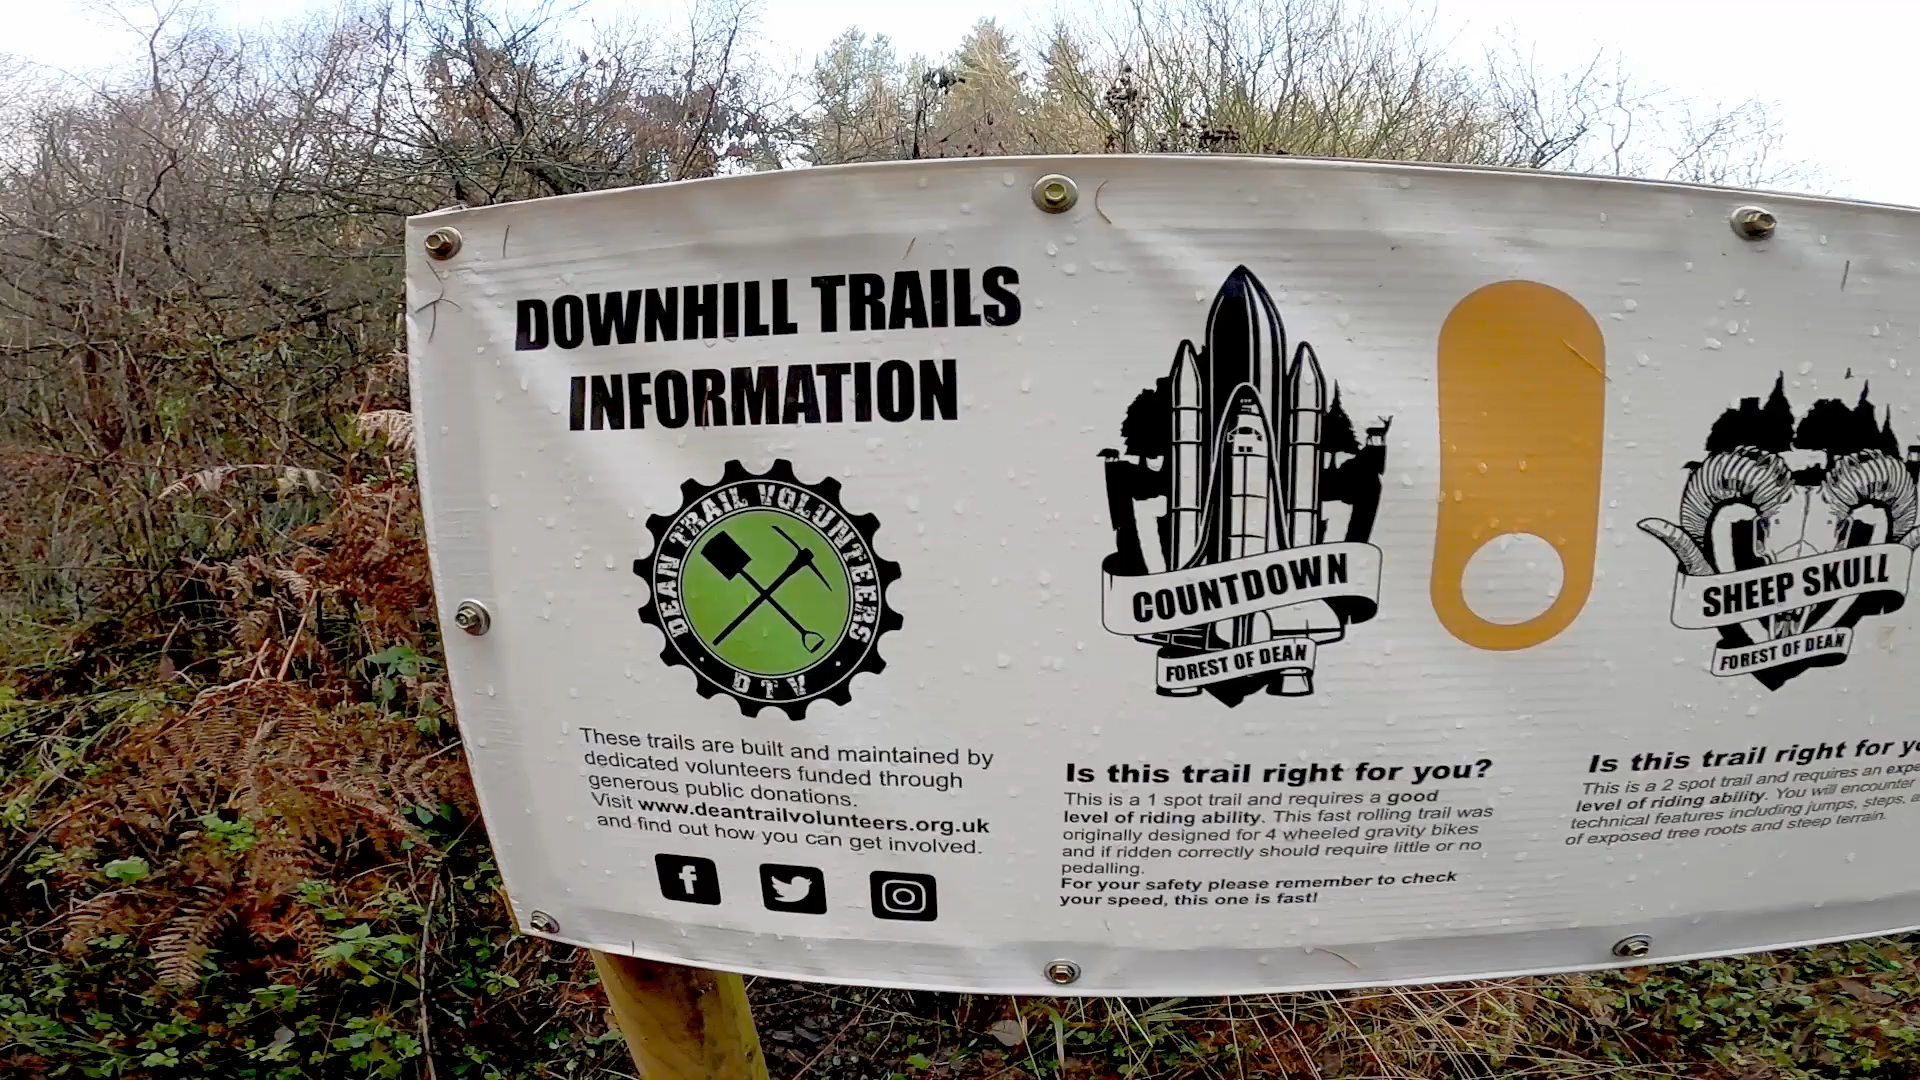 DOWNHILL TRAILS
INFORMATION
DEAN TRAIL VOLUNTEERS
DTV
These trails are built and maintained by
dedicated volunteers funded through
generous public donations.
Visit www.deantrailvolunteers.org.uk
and find out how you can get involved.
COUNTDOWN
FOREST OF DEAN
Is this trail right for you?
This is a 1 spot trail and requires a good
level of riding ability. This fast rolling trail was
originally designed for 4 wheeled gravity bikes
and if ridden correctly should require little or no
pedalling.
For your safety please remember to check
your speed, this one is fast!
SHEEP SKULL
FOREST OF DEAN
Is this trail right for
This is a 2 spot trail and requires an
level of riding ability. You will encounter
technical features including jumps, steps,
of exposed tree roots and steep terrain.